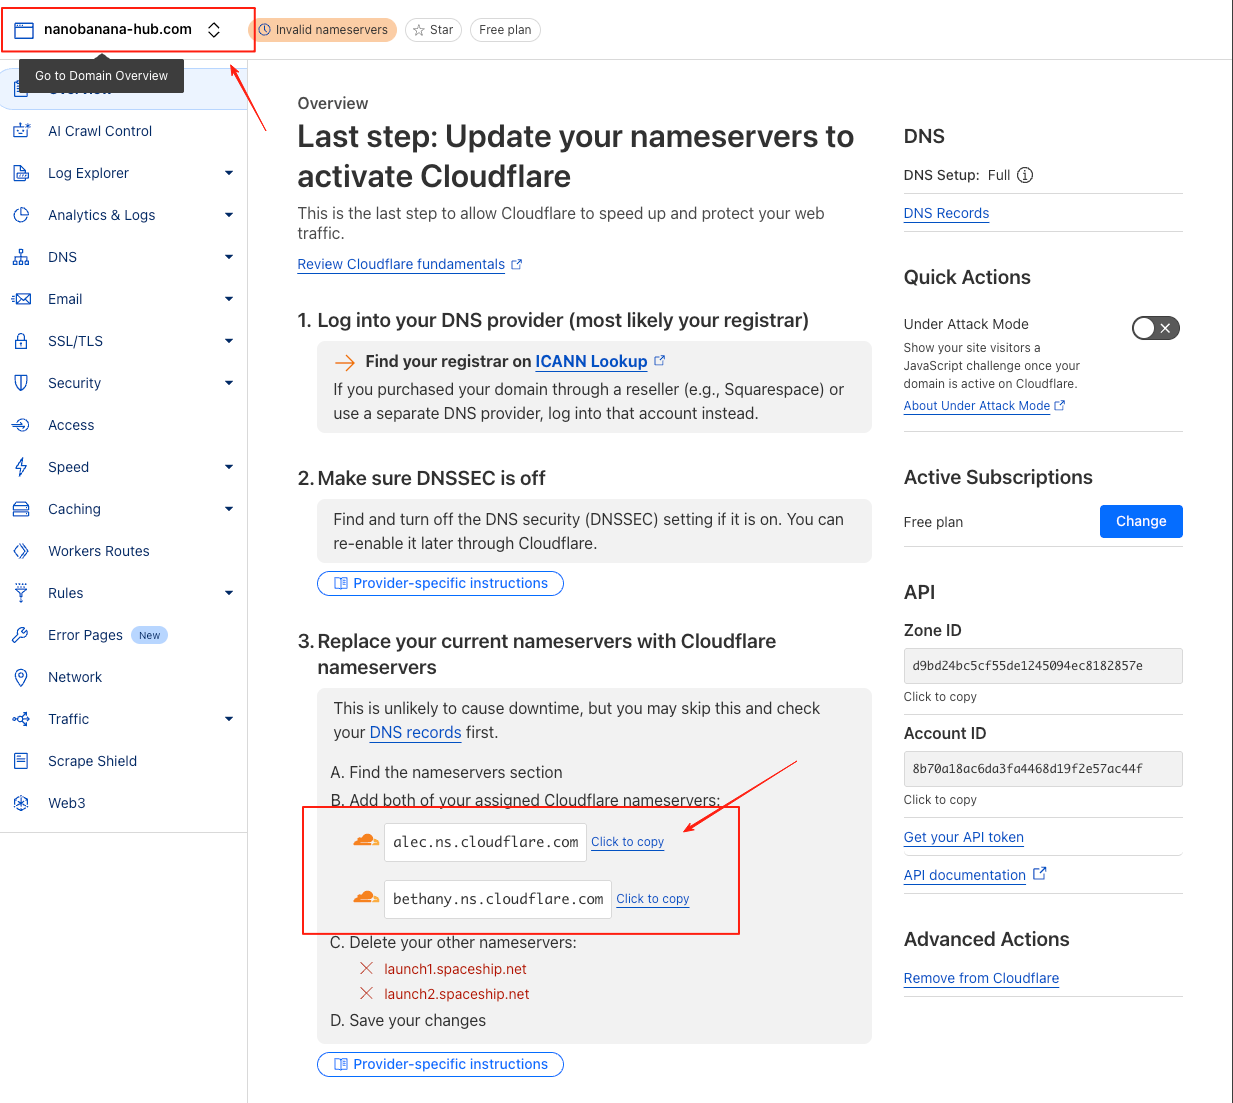 nanobanana-hub.com
Invalid nameservers
Star
Free plan
Go to Domain Overview
AI Crawl Control
Log Explorer
Analytics & Logs
DNS
Email
SSL/TLS
Security
Access
Speed
Caching
Workers Routes
Rules
Error Pages New
Network
Traffic
Scrape Shield
Web3
Overview
Last step: Update your nameservers to
activate Cloudflare
This is the last step to allow Cloudflare to speed up and protect your web
traffic.
Review Cloudflare fundamentals
1. Log into your DNS provider (most likely your registrar)
Find your registrar on ICANN Lookup
If you purchased your domain through a reseller (e.g., Squarespace) or
use a separate DNS provider, log into that account instead.
2. Make sure DNSSEC is off
Find and turn off the DNS security (DNSSEC) setting if it is on. You can
re-enable it later through Cloudflare.
Provider-specific instructions
3. Replace your current nameservers with Cloudflare
nameservers
This is unlikely to cause downtime, but you may skip this and check
your DNS records first.
A. Find the nameservers section
B. Add both of your assigned Cloudflare nameservers:
alec.ns.cloudflare.com Click to copy
bethany.ns.cloudflare.com Click to copy
C. Delete your other nameservers:
launch1.spaceship.net
launch2.spaceship.net
D. Save your changes
Provider-specific instructions
DNS
DNS Setup: Full
DNS Records
Quick Actions
Under Attack Mode
Show your site visitors a
JavaScript challenge once your
domain is active on Cloudflare.
About Under Attack Mode
Active Subscriptions
Free plan
Change
API
Zone ID
d9bd24bc5cf55de1245094ec8182857e
Click to copy
Account ID
8b70a18ac6da3fa4468d19f2e57ac44f
Click to copy
Get your API token
API documentation
Advanced Actions
Remove from Cloudflare